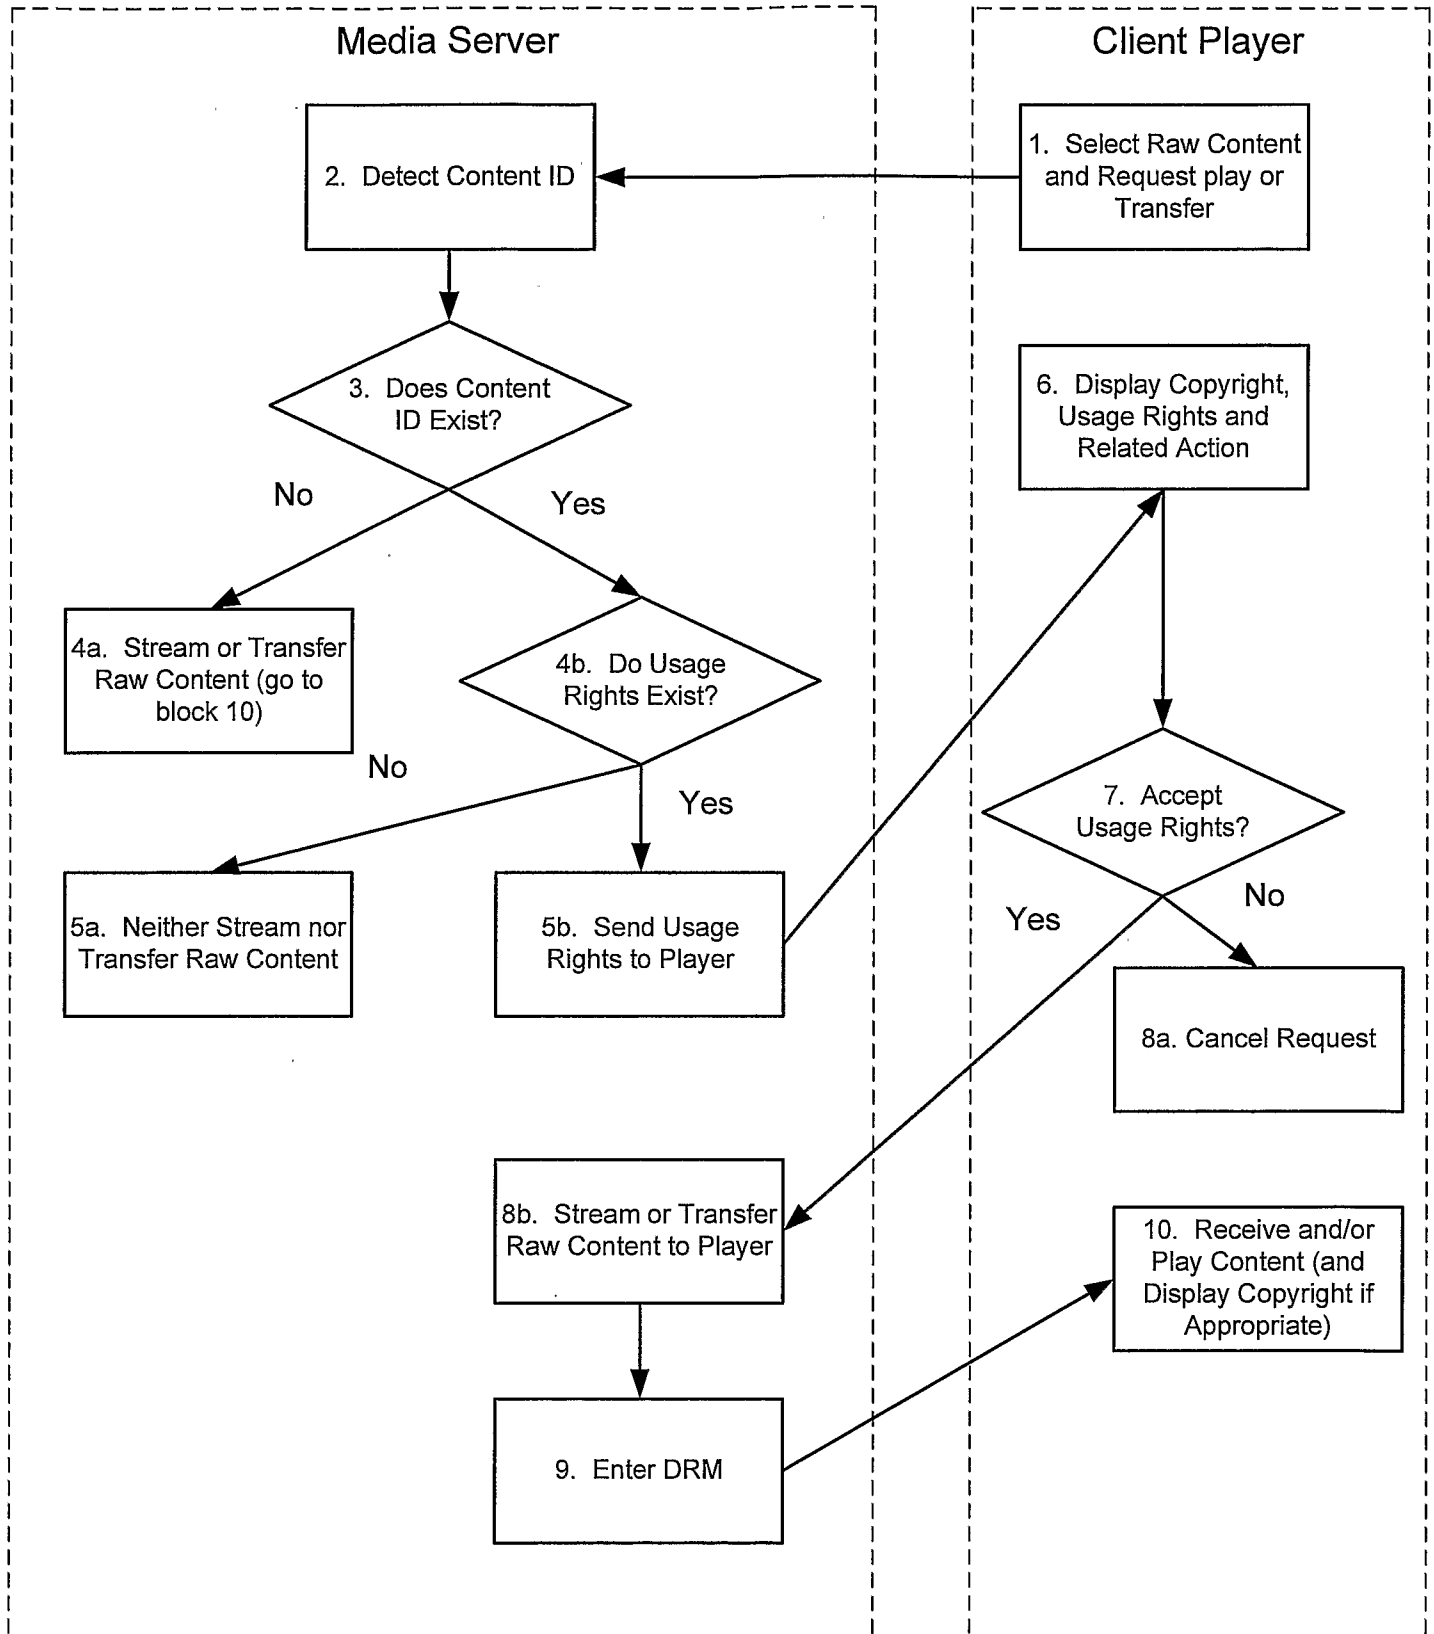 Media Server
Client Player
2. Detect Content ID
1. Select Raw Content
and Request play or
Transfer
3. Does Content
ID Exist?
6. Display Copyright,
Usage Rights and
Related Action
No
Yes
4a. Stream or Transfer
Raw Content (go to
block 10)
4b. Do Usage
Rights Exist?
No
Yes
7. Accept
Usage Rights?
5a. Neither Stream nor
Transfer Raw Content
5b. Send Usage
Rights to Player
Yes
No
8a. Cancel Request
8b. Stream or Transfer
Raw Content to Player
10. Receive and/or
Play Content (and
Display Copyright if
Appropriate)
9. Enter DRM